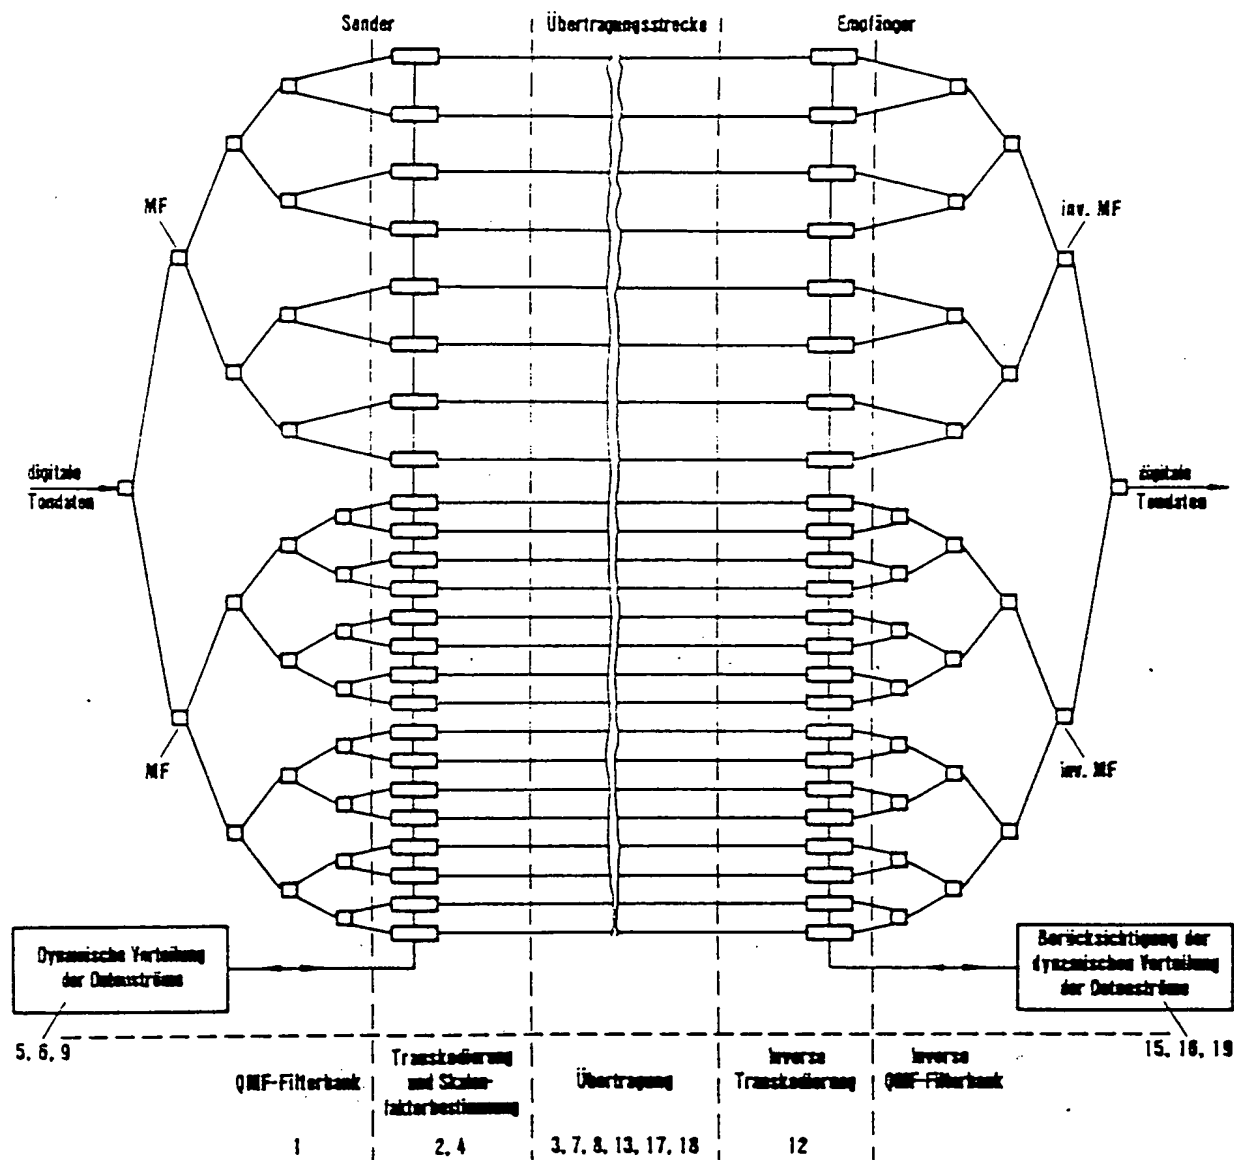 Sender
Übertragungsstrecke
Empfänger
MF
inv. MF
digitale
Tondaten
digitale
Tondaten
MF
inv. MF
Dynamische Verteilung
der Datenströme
Berücksichtigung der
dynamischen Verteilung
der Datenströme
5, 6, 9
15, 16, 19
QMF-Filterbank
Transkodierung
und Skalen-
faktorbestimmung
Übertragung
Inverse
Transkodierung
Inverse
QMF-Filterbank
1
2, 4
3, 7, 8, 13, 17, 18
12